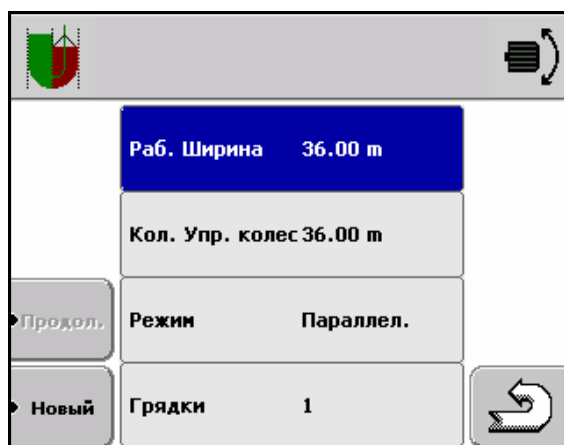 Раб. Ширина 36.00 m
Кол. Упр. колес 36.00 m
Продол.
Режим Параллел.
Новый
Грядки 1